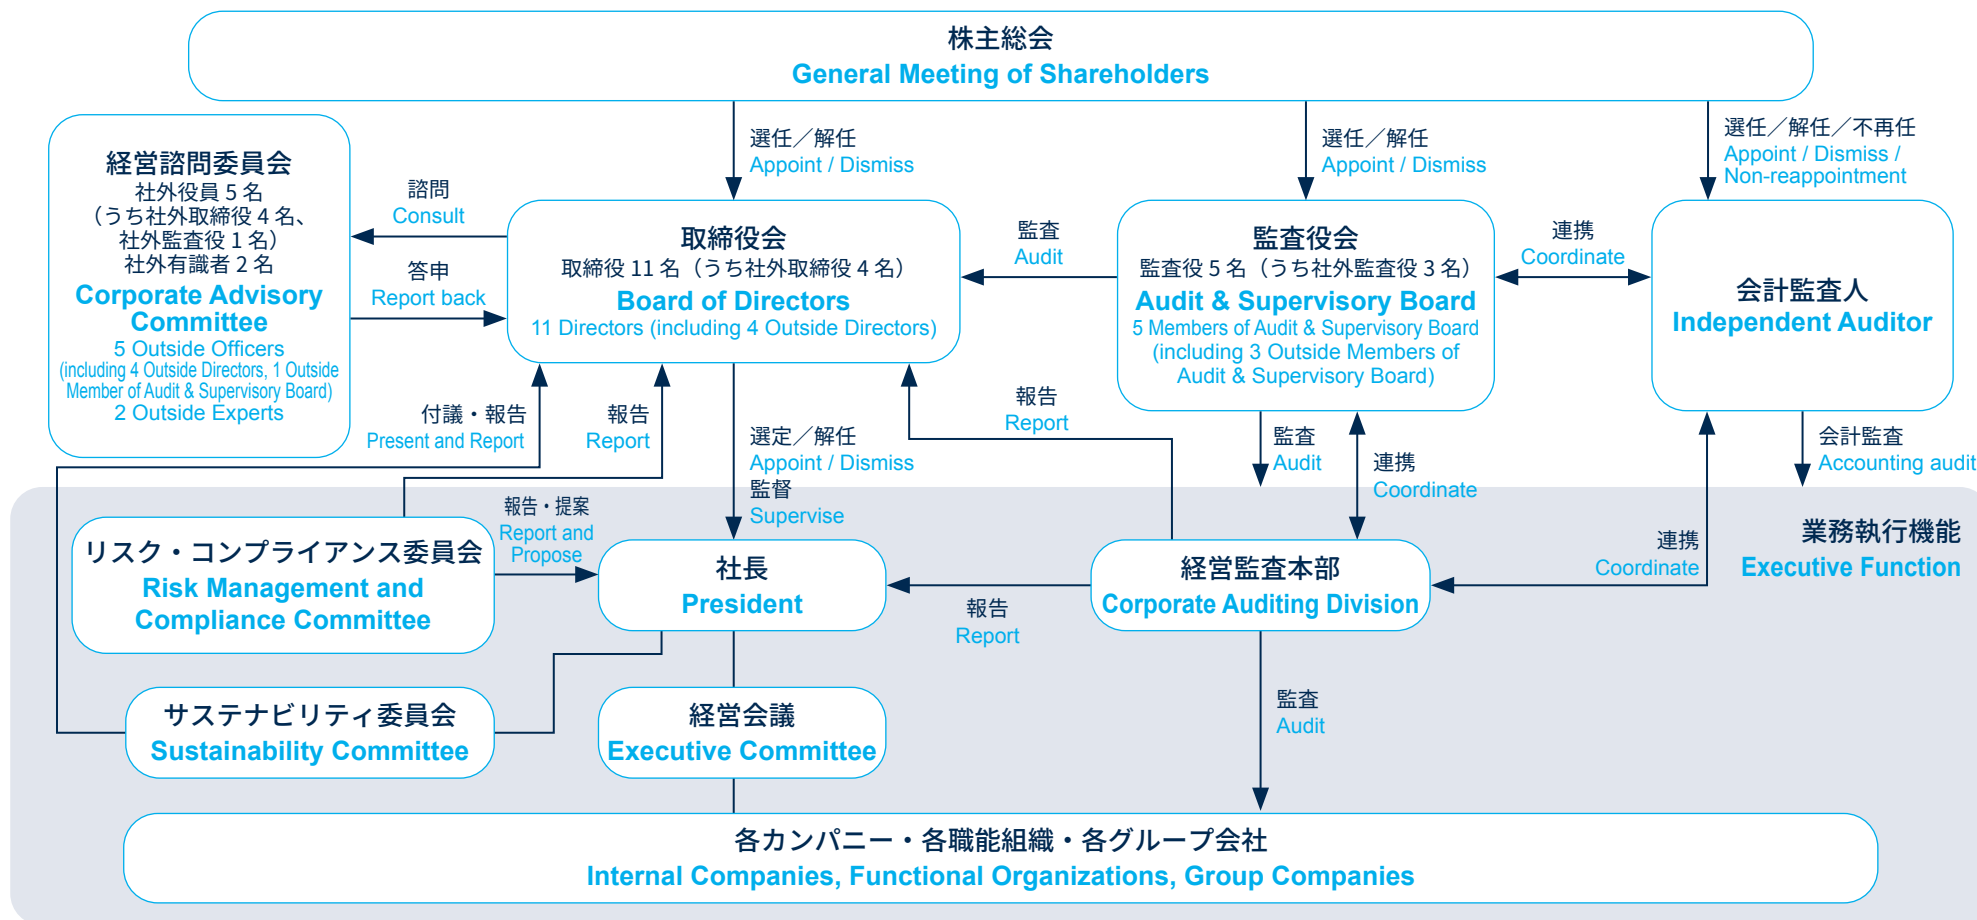 株主総会
General Meeting of Shareholders
選任／解任
Appoint / Dismiss
選任／解任
Appoint / Dismiss
選任／解任／不再任
Appoint / Dismiss /
Non-reappointment
経営諮問委員会
社外役員 5 名
（うち社外取締役 4 名、
社外監査役 1 名）
社外有識者 2 名
Corporate Advisory
Committee
5 Outside Officers
(including 4 Outside Directors, 1 Outside
Member of Audit & Supervisory Board)
2 Outside Experts
諮問
Consult
答申
Report back
取締役会
取締役 11 名（うち社外取締役 4 名）
Board of Directors
11 Directors (including 4 Outside Directors)
監査
Audit
監査役会
監査役 5 名（うち社外監査役 3 名）
Audit & Supervisory Board
5 Members of Audit & Supervisory Board
(including 3 Outside Members of
Audit & Supervisory Board)
連携
Coordinate
会計監査人
Independent Auditor
付議・報告
Present and Report
報告
Report
選定／解任
Appoint / Dismiss
監督
Supervise
報告
Report
監査
Audit
連携
Coordinate
会計監査
Accounting audit
リスク・コンプライアンス委員会
Risk Management and
Compliance Committee
報告・提案
Report and
Propose
社長
President
報告
Report
経営監査本部
Corporate Auditing Division
連携
Coordinate
業務執行機能
Executive Function
サステナビリティ委員会
Sustainability Committee
経営会議
Executive Committee
監査
Audit
各カンパニー・各職能組織・各グループ会社
Internal Companies, Functional Organizations, Group Companies